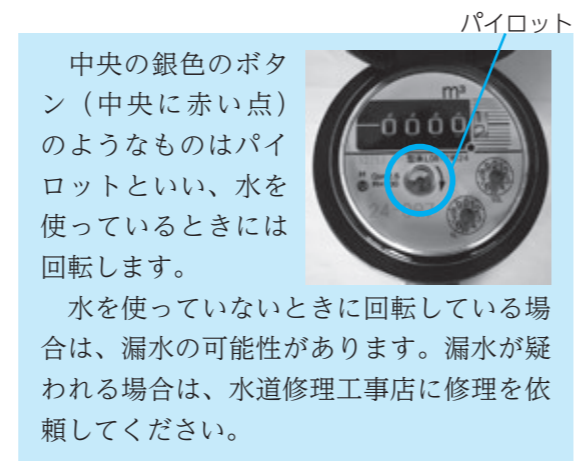 パイロット
中央の銀色のボタ
ン（中央に赤い点）
のようなものはパイ
ロットといい、水を
使っているときには
回転します。
水を使っていないときに回転している場
合は、漏水の可能性があります。漏水が疑
われる場合は、水道修理工事店に修理を依
頼してください。
m³
0000